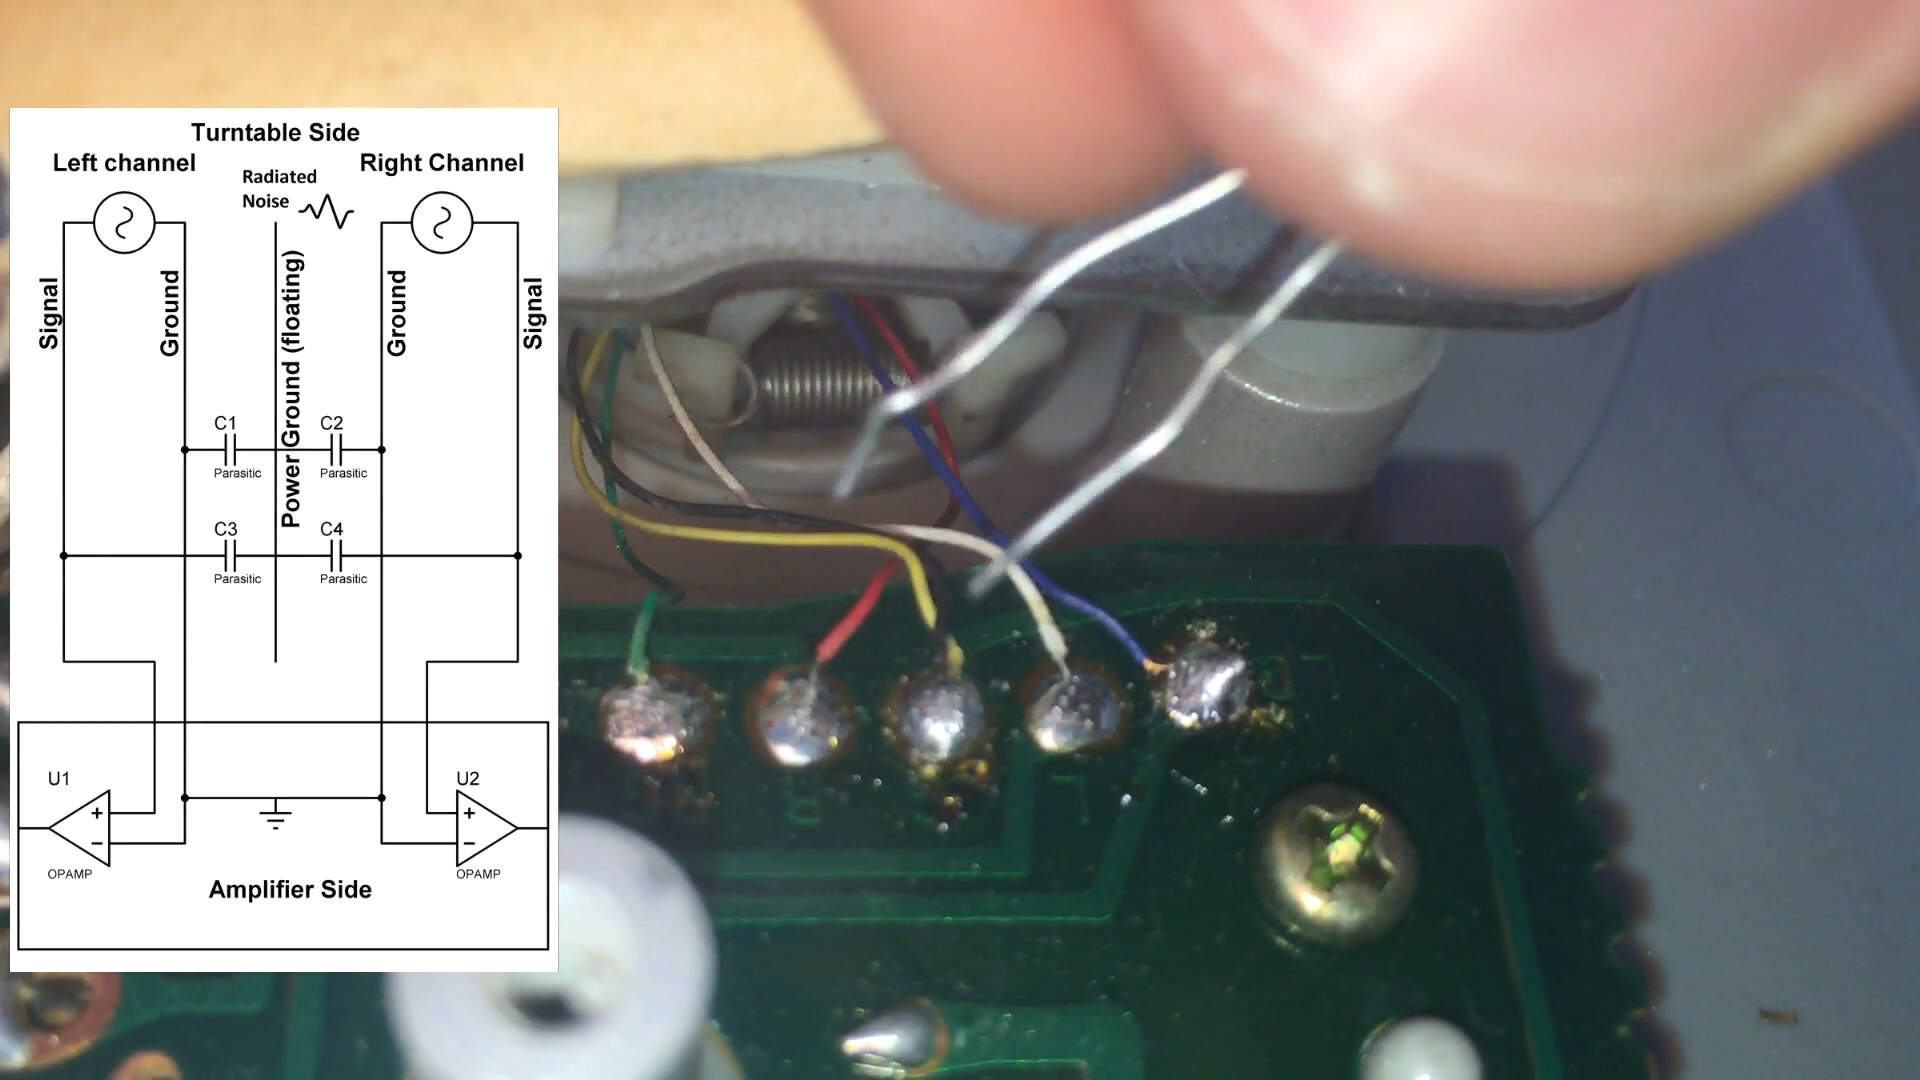 Turntable Side
Left channel
Right Channel
Radiated
Noise
Signal
Ground
Power Ground (floating)
Ground
Signal
C1
C2
Parasitic
Parasitic
C3
C4
Parasitic
Parasitic
U1
U2
+
+
−
−
OPAMP
OPAMP
Amplifier Side